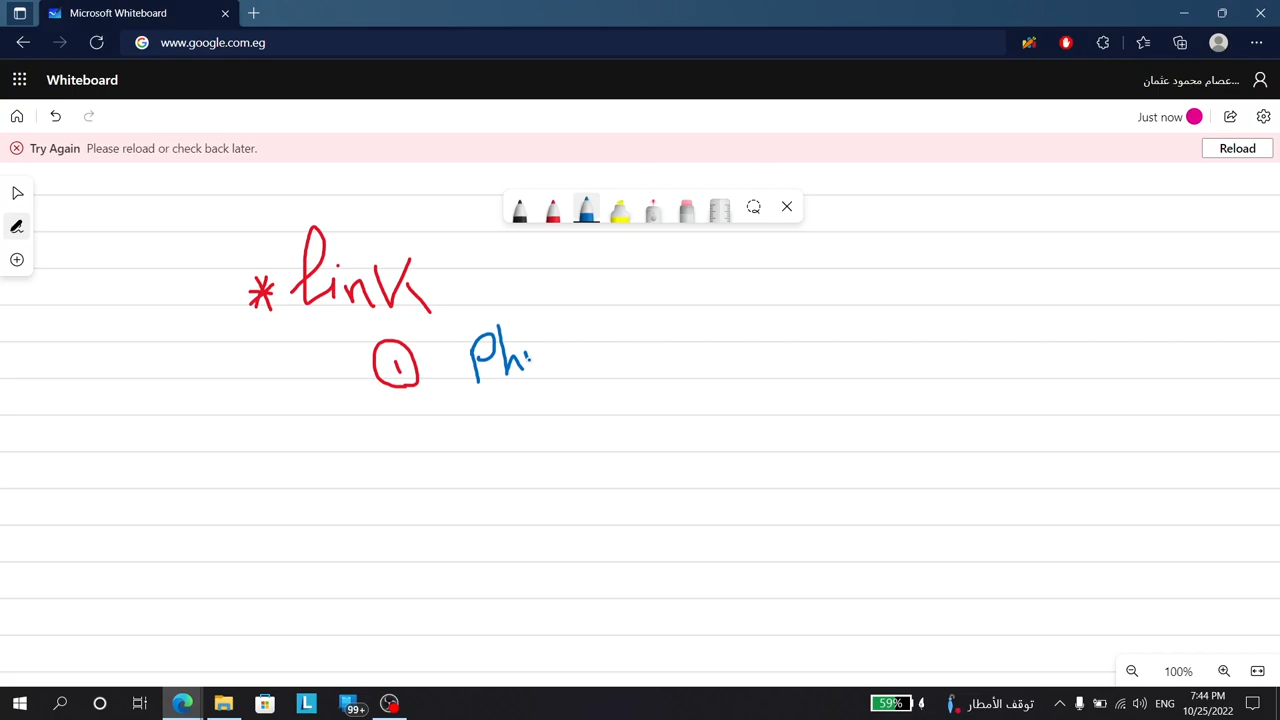 Microsoft Whiteboard
www.google.com.eg
Whiteboard
عصام محمود عثمان...
Just now
Try Again Please reload or check back later.
Reload
* link
1 Ph
100%
L
99+
59%
توقف الأمطار
ENG
7:44 PM
10/25/2022